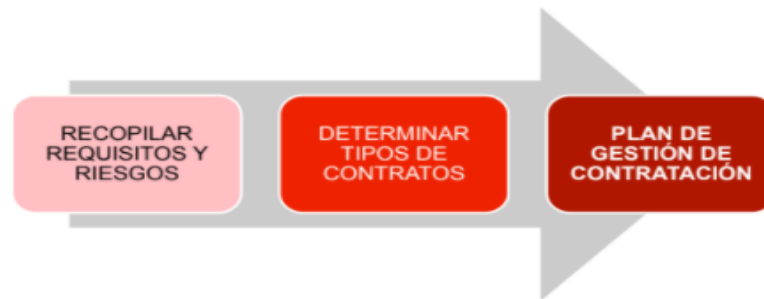 RECOPILAR
REQUISITOS Y
RIESGOS
DETERMINAR
TIPOS DE
CONTRATOS
PLAN DE
GESTIÓN DE
CONTRATACIÓN